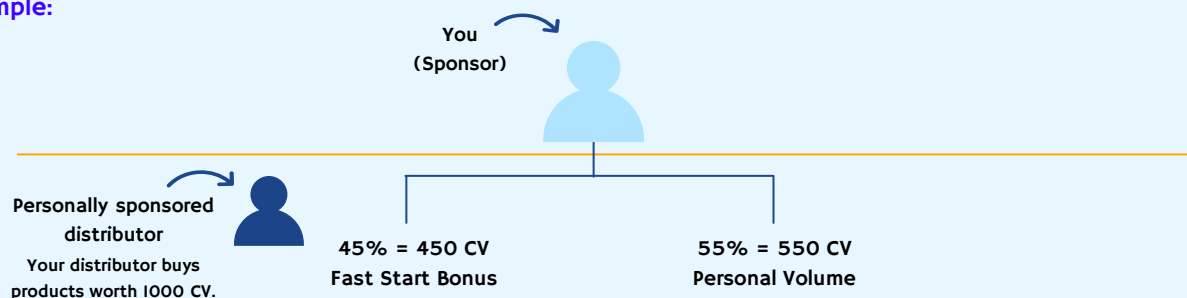 mple:
You
(Sponsor)
Personally sponsored
distributor
Your distributor buys
products worth 1000 CV.
45% = 450 CV
Fast Start Bonus
55% = 550 CV
Personal Volume